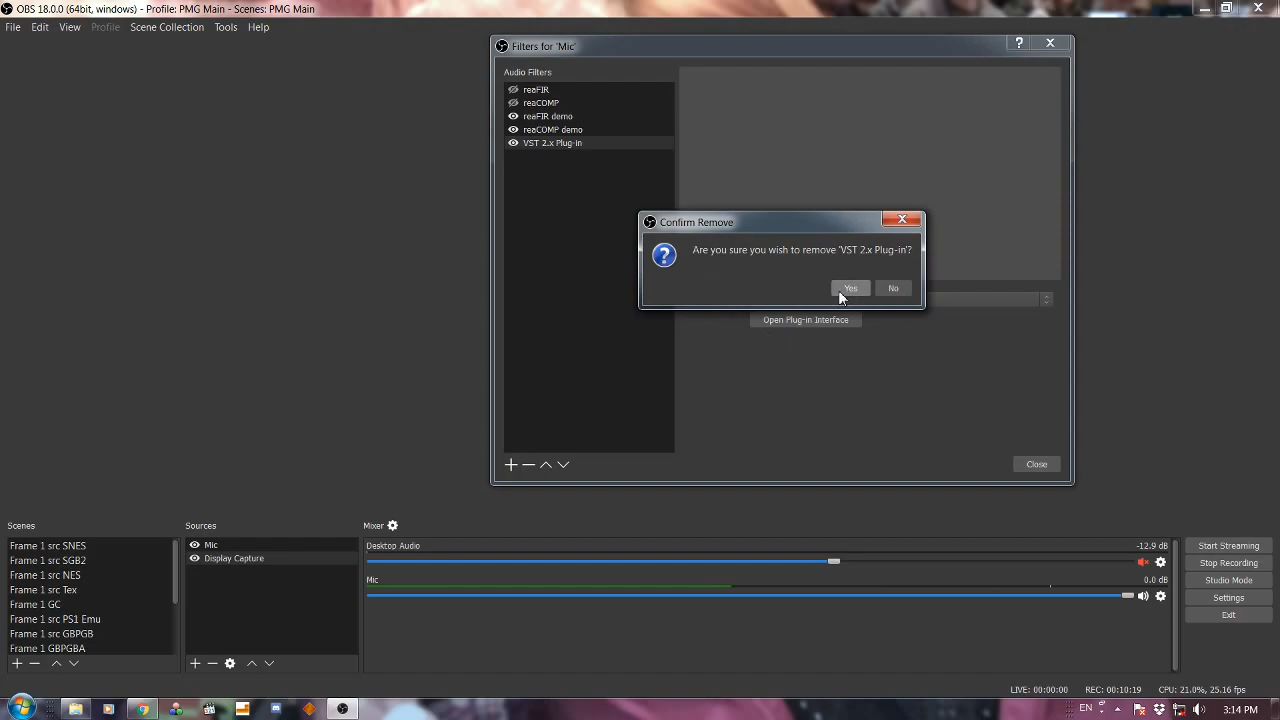 OBS 18.0.0 (64bit, windows) - Profile: PMG Main - Scenes: PMG Main
File Edit View Profile Scene Collection Tools Help
Filters for 'Mic'
Audio Filters
reaFIR
reaCOMP
reaFIR demo
reaCOMP demo
VST 2.x Plug-in
Confirm Remove
Are you sure you wish to remove 'VST 2.x Plug-in'?
Yes No
Open Plug-in Interface
Close
Scenes
Frame 1 src SNES
Frame 1 src SGB2
Frame 1 src NES
Frame 1 src Tex
Frame 1 GC
Frame 1 src PS1 Emu
Frame 1 src GBPGB
Frame 1 GBPGBA
Sources
Mic
Display Capture
Mixer
Desktop Audio -12.9 dB
Mic 0.0 dB
Start Streaming
Stop Recording
Studio Mode
Settings
Exit
LIVE: 00:00:00 REC: 00:10:19 CPU: 21.0%, 25.16 fps
EN 3:14 PM